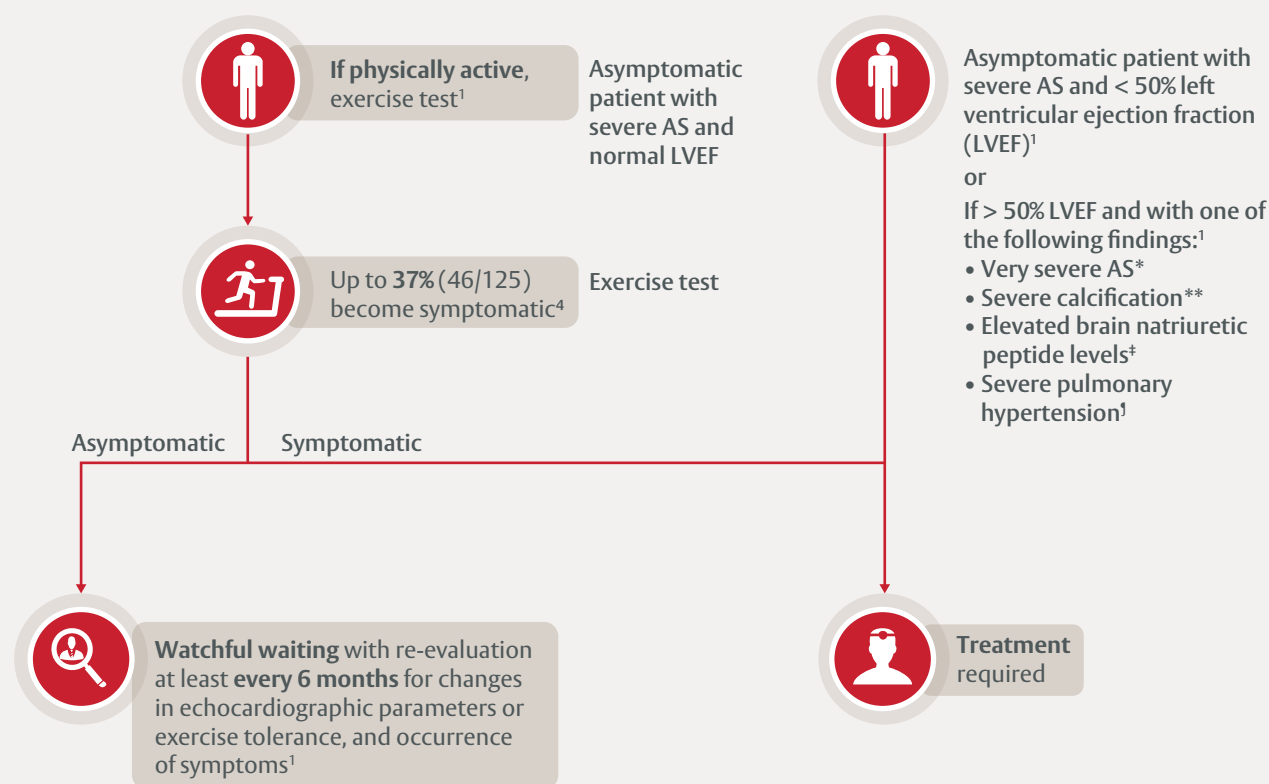 If physically active,
exercise test¹
Asymptomatic
patient with
severe AS and
normal LVEF
Asymptomatic patient with
severe AS and < 50% left
ventricular ejection fraction
(LVEF)¹
or
If > 50% LVEF and with one of
the following findings:¹
• Very severe AS*
• Severe calcification**
• Elevated brain natriuretic
peptide levels‡
• Severe pulmonary
hypertension¶
Up to 37% (46/125)
become symptomatic⁴
Exercise test
Asymptomatic
Symptomatic
Watchful waiting with re-evaluation
at least every 6 months for changes
in echocardiographic parameters or
exercise tolerance, and occurrence
of symptoms¹
Treatment
required